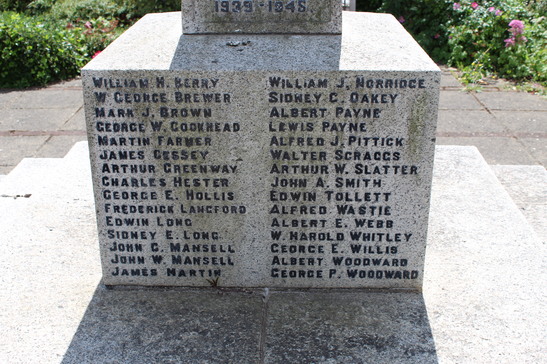 1939-1945
WILLIAM H. BERRY
W GEORGE BREWER
MARK J. BROWN
GEORGE W. COOKHEAD
MARTIN FARMER
JAMES GESSEY
ARTHUR GREENWAY
CHARLES HESTER
GEORGE E. HOLLIS
FREDERICK LANGFORD
EDWIN LONG
SIDNEY E. LONG
JOHN C. MANSELL
JOHN W. MANSELL
JAMES MARTIN
WILLIAM J. NORRIDGE
SIDNEY C. OAKEY
ALBERT PAYNE
LEWIS PAYNE
ALFRED J. PITTICK
WALTER SCRAGGS
ARTHUR W. SLATTER
JOHN A. SMITH
EDWIN TOLLETT
ALFRED WASTIE
ALBERT E. WEBB
W. HAROLD WHITLEY
GEORGE E. WILLIS
ALBERT WOODWARD
GEORGE P. WOODWARD